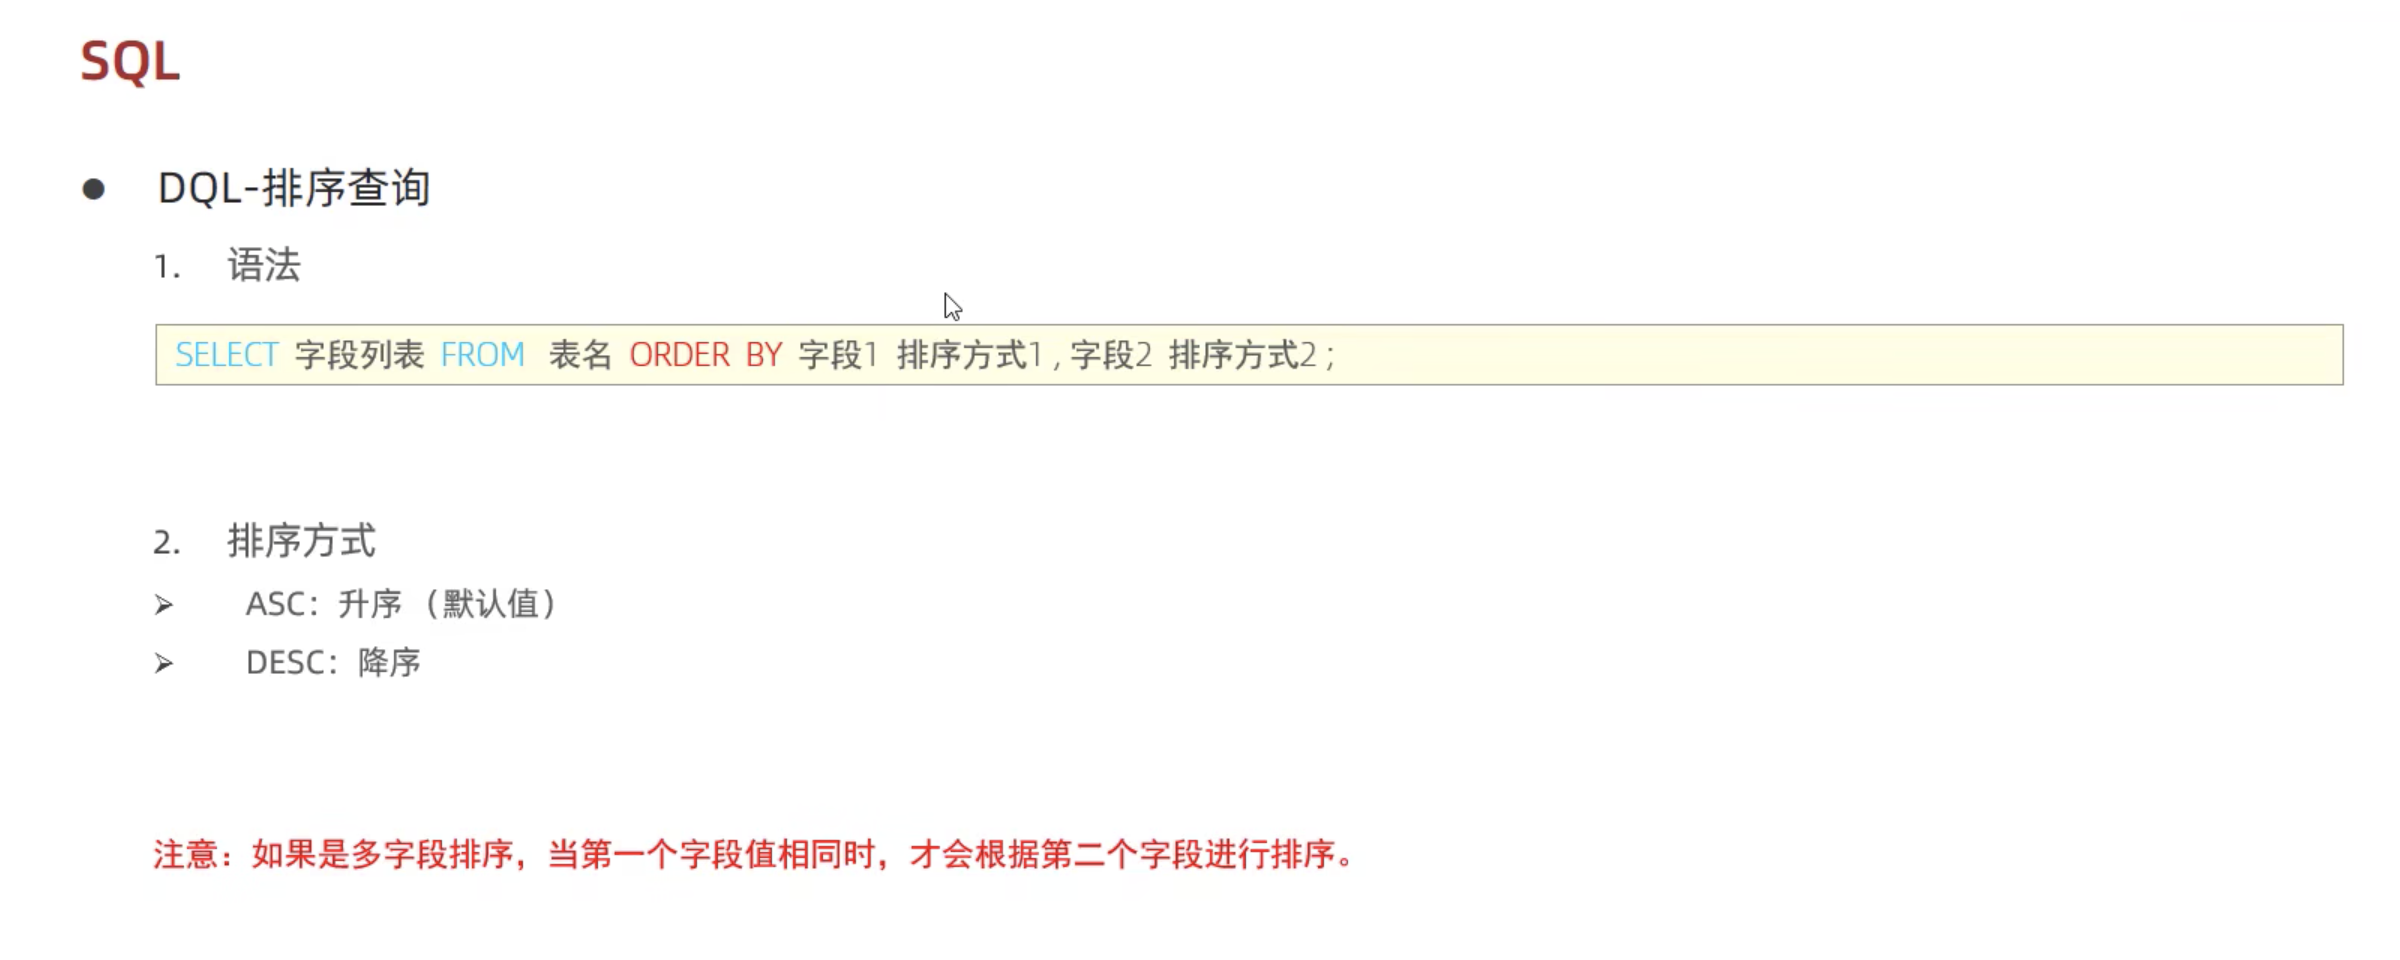 SQL
● DQL-排序查询
1. 语法
SELECT 字段列表 FROM 表名 ORDER BY 字段1 排序方式1 , 字段2 排序方式2 ;
2. 排序方式
➢ ASC：升序（默认值）
➢ DESC：降序
注意：如果是多字段排序，当第一个字段值相同时，才会根据第二个字段进行排序。